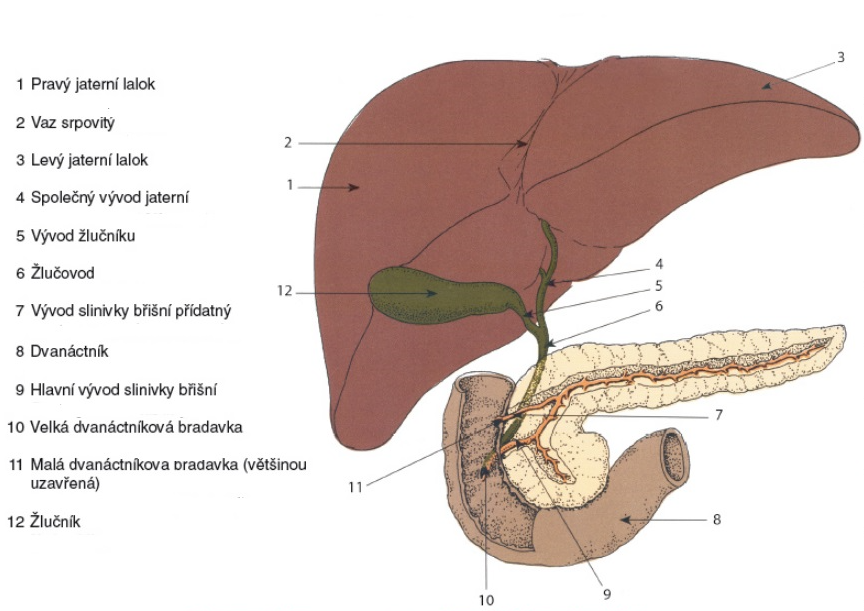 1 Pravý jaterní lalok
2 Vaz srpovitý
3 Levý jaterní lalok
4 Společný vývod jaterní
5 Vývod žlučníku
6 Žlučovod
7 Vývod slinivky břišní přídatný
8 Dvanáctník
9 Hlavní vývod slinivky břišní
10 Velká dvanáctníková bradavka
11 Malá dvanáctníkova bradavka (většinou
uzavřená)
12 Žlučník
3
2
1
4
12
5
6
7
11
8
10
9